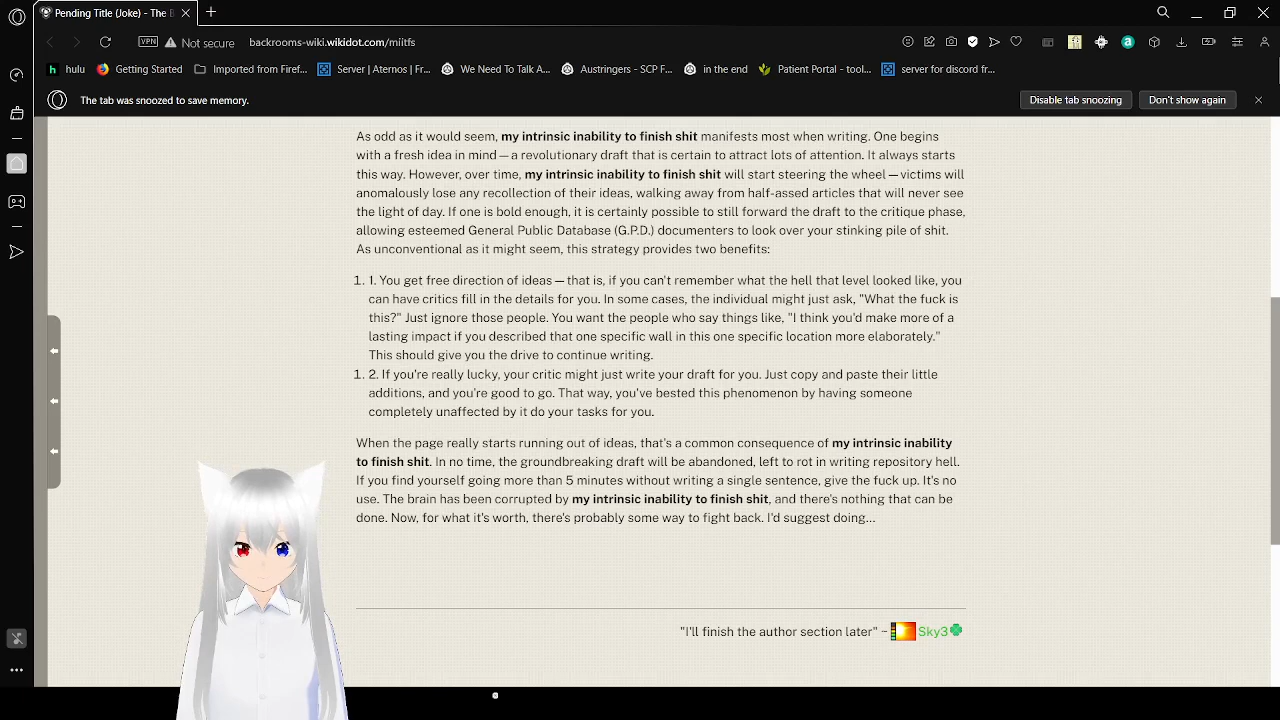 Pending Title (Joke) - The B
VPN
Not secure
backrooms-wiki.wikidot.com/miitfs
hulu
Getting Started
Imported from Firef...
Server | Aternos | Fr...
We Need To Talk A...
Austringers - SCP F...
in the end
Patient Portal - tool...
server for discord fr...
The tab was snoozed to save memory.
Disable tab snoozing
Don't show again
As odd as it would seem, my intrinsic inability to finish shit manifests most when writing. One begins
with a fresh idea in mind—a revolutionary draft that is certain to attract lots of attention. It always starts
this way. However, over time, my intrinsic inability to finish shit will start steering the wheel—victims will
anomalously lose any recollection of their ideas, walking away from half-assed articles that will never see
the light of day. If one is bold enough, it is certainly possible to still forward the draft to the critique phase,
allowing esteemed General Public Database (G.P.D.) documenters to look over your stinking pile of shit.
As unconventional as it might seem, this strategy provides two benefits:
1. 1. You get free direction of ideas—that is, if you can't remember what the hell that level looked like, you
can have critics fill in the details for you. In some cases, the individual might just ask, "What the fuck is
this?" Just ignore those people. You want the people who say things like, "I think you'd make more of a
lasting impact if you described that one specific wall in this one specific location more elaborately."
This should give you the drive to continue writing.
1. 2. If you're really lucky, your critic might just write your draft for you. Just copy and paste their little
additions, and you're good to go. That way, you've bested this phenomenon by having someone
completely unaffected by it do your tasks for you.
When the page really starts running out of ideas, that's a common consequence of my intrinsic inability
to finish shit. In no time, the groundbreaking draft will be abandoned, left to rot in writing repository hell.
If you find yourself going more than 5 minutes without writing a single sentence, give the fuck up. It's no
use. The brain has been corrupted by my intrinsic inability to finish shit, and there's nothing that can be
done. Now, for what it's worth, there's probably some way to fight back. I'd suggest doing...
"I'll finish the author section later" ~ Sky3